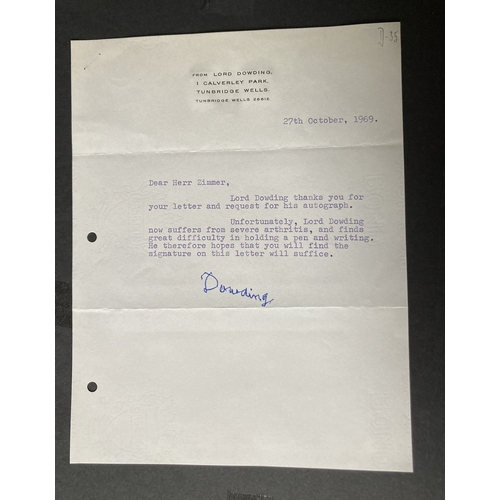 D-35
FROM LORD DOWDING,
1 CALVERLEY PARK,
TUNBRIDGE WELLS.
TUNBRIDGE WELLS 26612.
27th October, 1969.
Dear Herr Zimmer,
Lord Dowding thanks you for
your letter and request for his autograph.
Unfortunately, Lord Dowding
now suffers from severe arthritis, and finds
great difficulty in holding a pen and writing.
He therefore hopes that you will find the
signature on this letter will suffice.
Dowding